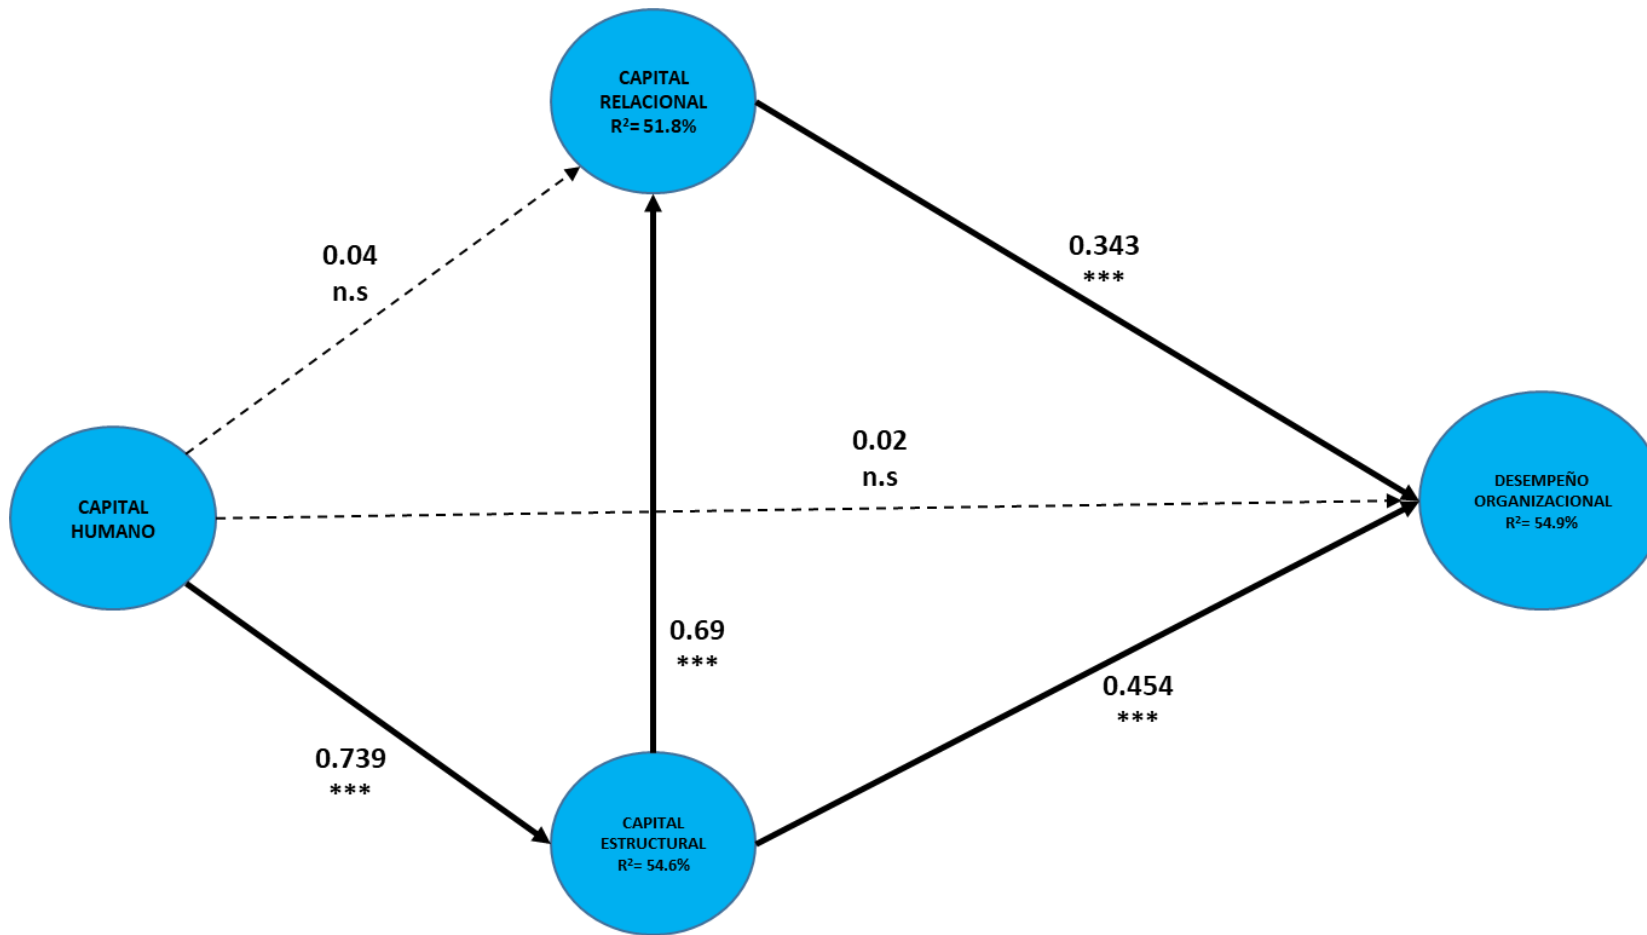 CAPITAL
RELACIONAL
R²= 51.8%
0.04
n.s
0.343
***
0.02
n.s
CAPITAL
HUMANO
DESEMPEÑO
ORGANIZACIONAL
R²= 54.9%
0.69
***
0.454
***
0.739
***
CAPITAL
ESTRUCTURAL
R²= 54.6%